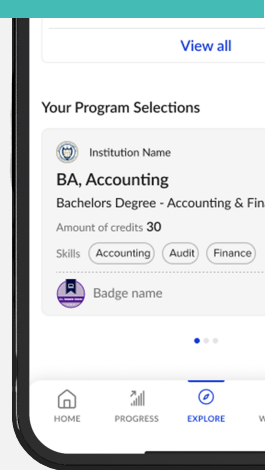 View all
Your Program Selections
Institution Name
BA, Accounting
Bachelors Degree - Accounting & Fin
Amount of credits 30
Skills Accounting Audit Finance
Badge name
HOME PROGRESS EXPLORE W